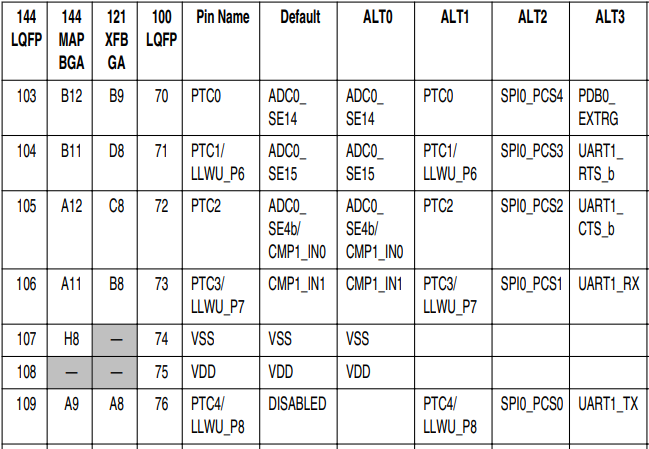 144 LQFP | 144 MAP BGA | 121 XFB GA | 100 LQFP | Pin Name | Default | ALT0 | ALT1 | ALT2 | ALT3
103 | B12 | B9 | 70 | PTC0 | ADC0_ SE14 | ADC0_ SE14 | PTC0 | SPI0_PCS4 | PDB0_ EXTRG
104 | B11 | D8 | 71 | PTC1/ LLWU_P6 | ADC0_ SE15 | ADC0_ SE15 | PTC1/ LLWU_P6 | SPI0_PCS3 | UART1_ RTS_b
105 | A12 | C8 | 72 | PTC2 | ADC0_ SE4b/ CMP1_IN0 | ADC0_ SE4b/ CMP1_IN0 | PTC2 | SPI0_PCS2 | UART1_ CTS_b
106 | A11 | B8 | 73 | PTC3/ LLWU_P7 | CMP1_IN1 | CMP1_IN1 | PTC3/ LLWU_P7 | SPI0_PCS1 | UART1_RX
107 | H8 | — | 74 | VSS | VSS | VSS
108 | — | — | 75 | VDD | VDD | VDD
109 | A9 | A8 | 76 | PTC4/ LLWU_P8 | DISABLED | | PTC4/ LLWU_P8 | SPI0_PCS0 | UART1_TX